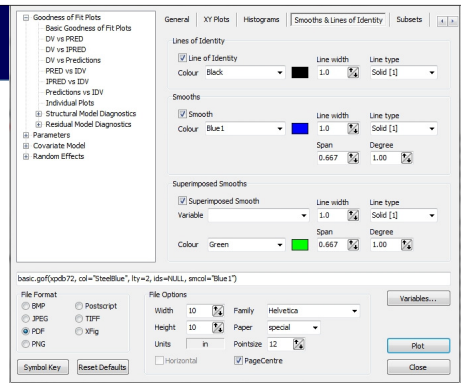 Goodness of Fit Plots
Basic Goodness of Fit Plots
DV vs PRED
DV vs IPRED
DV vs Predictions
PRED vs IDV
IPRED vs IDV
Predictions vs IDV
Individual Plots
Structural Model Diagnostics
Residual Model Diagnostics
Parameters
Covariate Model
Random Effects
General XY Plots Histograms Smooths & Lines of Identity Subsets
Lines of Identity
Line of Identity Line width Line type
Colour Black 1.0 Solid [1]
Smooths
Smooth Line width Line type
Colour Blue1 1.0 Solid [1]
Span Degree
0.667 1.00
Superimposed Smooths
Superimposed Smooth Line width Line type
Variable 1.0 Solid [1]
Span Degree
Colour Green 0.667 1.00
basic.gof(xpdb72, col="SteelBlue", lty=2, ids=NULL, smcol="Blue1")
File Format
BMP Postscript
JPEG TIFF
PDF XFig
PNG
Symbol Key Reset Defaults
File Options
Width 10 Family Helvetica
Height 10 Paper special
Units in Pointsize 12
Horizontal PageCentre
Variables...
Plot
Close